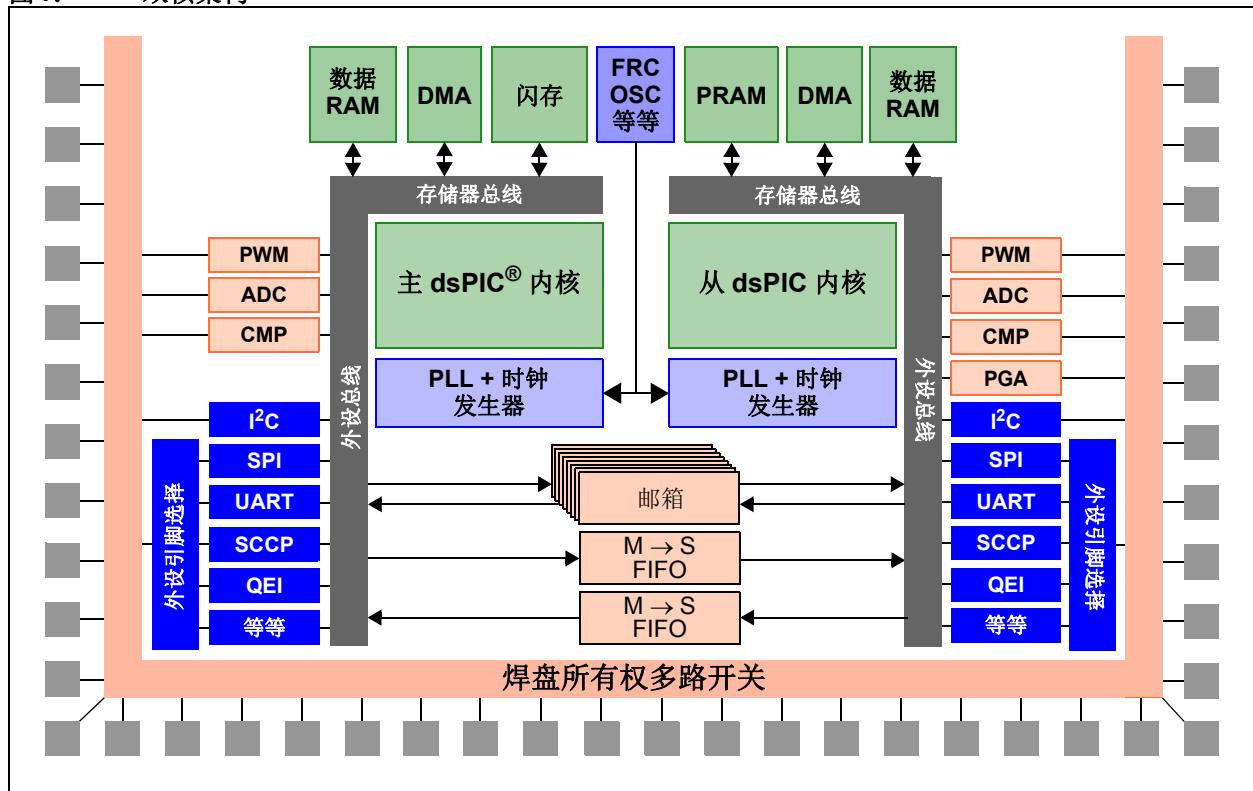 数据
RAM
DMA
闪存
FRC
OSC
等等
PRAM
DMA
数据
RAM
存储器总线
存储器总线
主 dsPIC® 内核
从 dsPIC 内核
PLL + 时钟
发生器
PLL + 时钟
发生器
外设总线
外设总线
PWM
ADC
CMP
I²C
SPI
UART
SCCP
QEI
等等
外设引脚选择
PWM
ADC
CMP
PGA
I²C
SPI
UART
SCCP
QEI
等等
外设引脚选择
邮箱
M → S
FIFO
M → S
FIFO
焊盘所有权多路开关